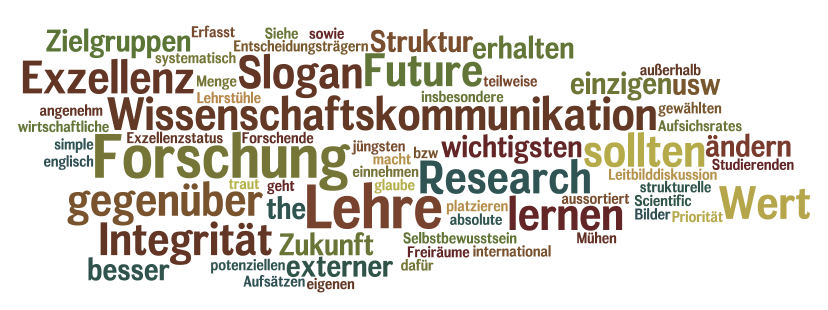 Zielgruppen
Erfasst
Siehe
sowie
Entscheidungsträgern
Struktur
erhalten
systematisch
Exzellenz
Menge
Slogan
Future
teilweise
außerhalb
einzigen
usw
Lehrstühle
insbesondere
angenehm
Wissenschaftskommunikation
gewählten
wirtschaftliche
Aufsichsrates
Exzellenzstatus
Forschende
simple
englisch
Forschung
jüngsten
macht
bzw
wichtigsten
sollten
ändern
Studierenden
einnehmen
Research
Leitbilddiskussion
traut
geht
glaube
strukturelle
gegenüber
the
Lehre
platzieren
absolute
lernen
aussortiert
Scientific
Bilder
Priorität
Wert
Integrität
Zukunft
Selbstbewusstsein
Mühen
Freiräume
international
besser
potenziellen
externer
dafür
Aufsätzen
eigenen